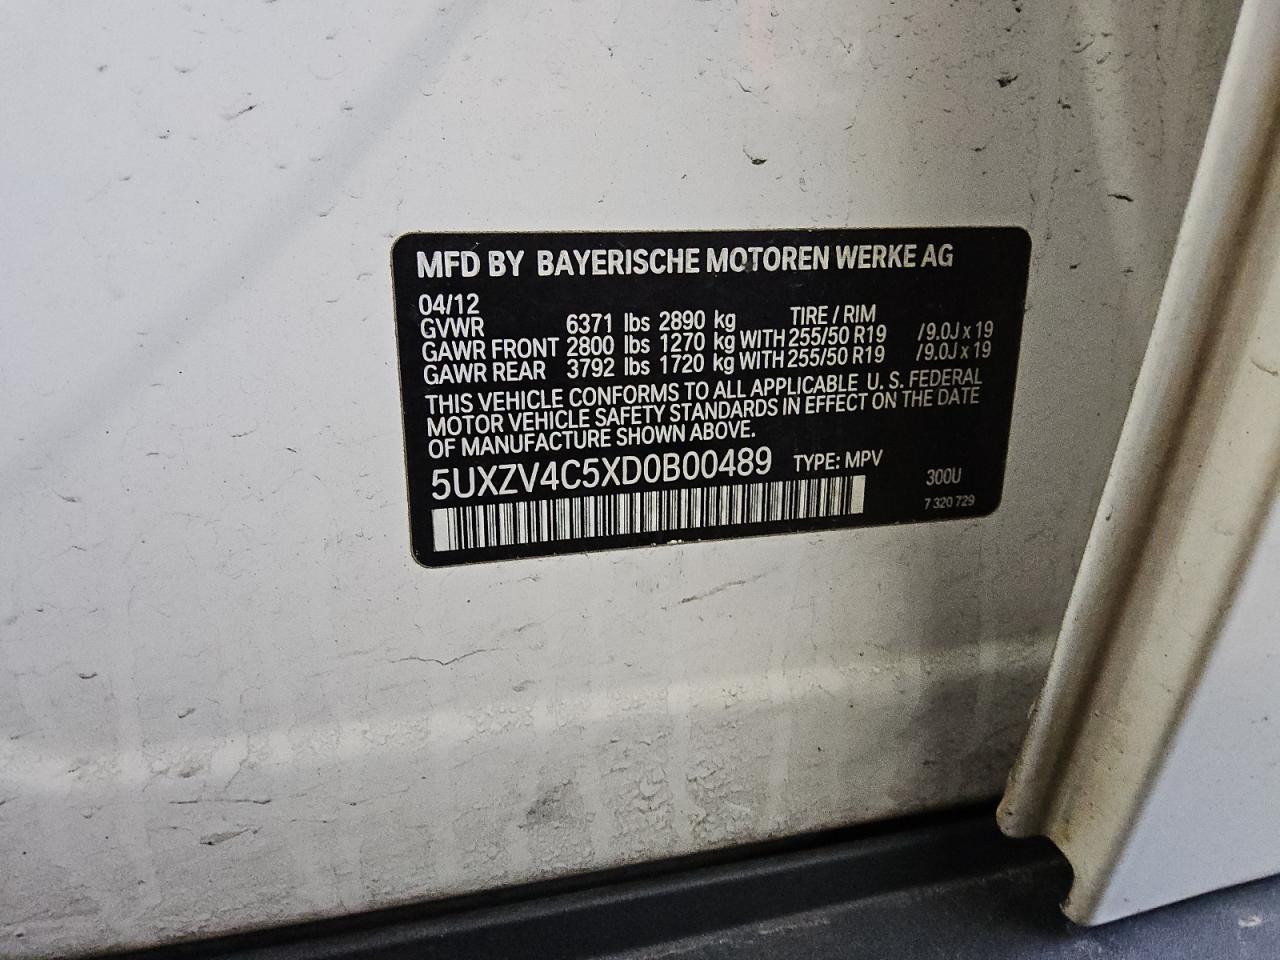 MFD BY BAYERISCHE MOTOREN WERKE AG
04/12
GVWR 6371 lbs 2890 kg TIRE / RIM
GAWR FRONT 2800 lbs 1270 kg WITH 255/50 R19 /9.0J x 19
GAWR REAR 3792 lbs 1720 kg WITH 255/50 R19 /9.0J x 19
THIS VEHICLE CONFORMS TO ALL APPLICABLE U. S. FEDERAL
MOTOR VEHICLE SAFETY STANDARDS IN EFFECT ON THE DATE
OF MANUFACTURE SHOWN ABOVE.
5UXZV4C5XD0B00489 TYPE: MPV
300U
7 320 729